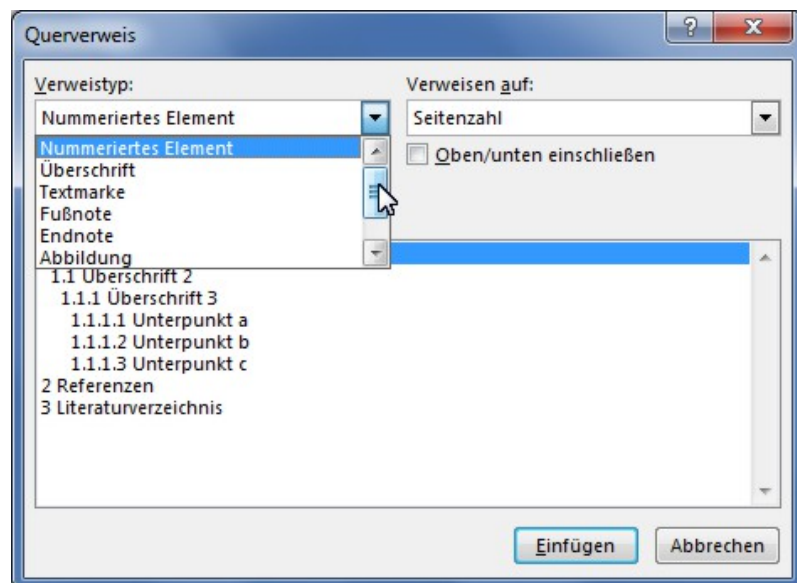 Querverweis
Verweistyp:
Verweisen auf:
Nummeriertes Element
Seitenzahl
Nummeriertes Element
Überschrift
Textmarke
Fußnote
Endnote
Abbildung
Oben/unten einschließen
1.1 Überschrift 2
1.1.1 Überschrift 3
1.1.1.1 Unterpunkt a
1.1.1.2 Unterpunkt b
1.1.1.3 Unterpunkt c
2 Referenzen
3 Literaturverzeichnis
Einfügen
Abbrechen